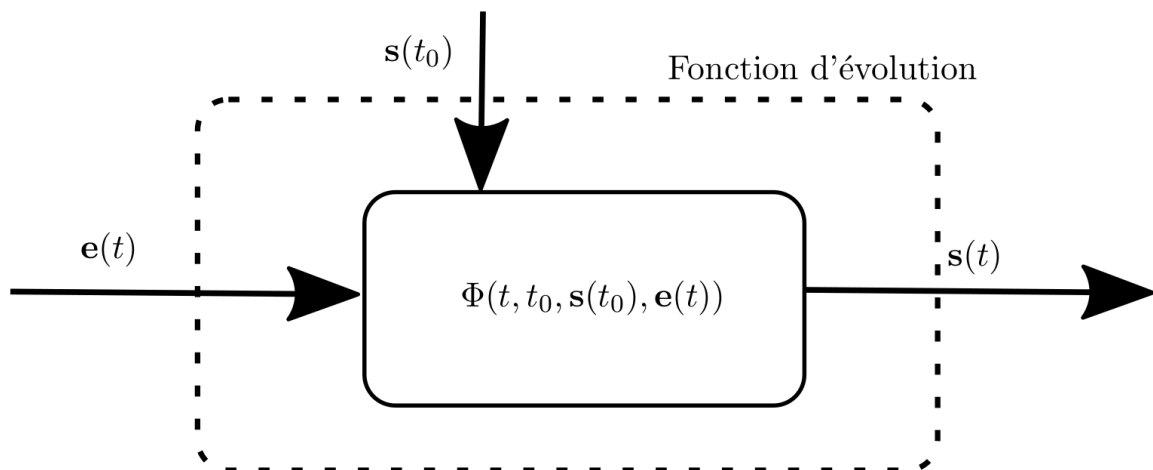 s(t₀)
Fonction d'évolution
e(t)
s(t)
Φ(t, t₀, s(t₀), e(t))